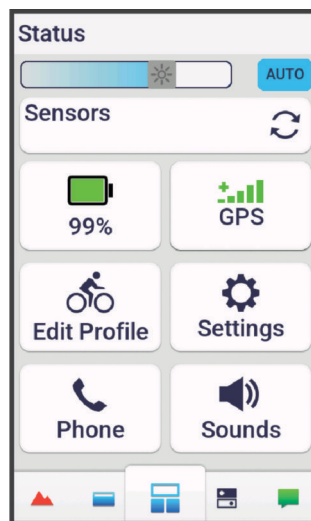 Status
AUTO
Sensors
99%
GPS
Edit Profile
Settings
Phone
Sounds